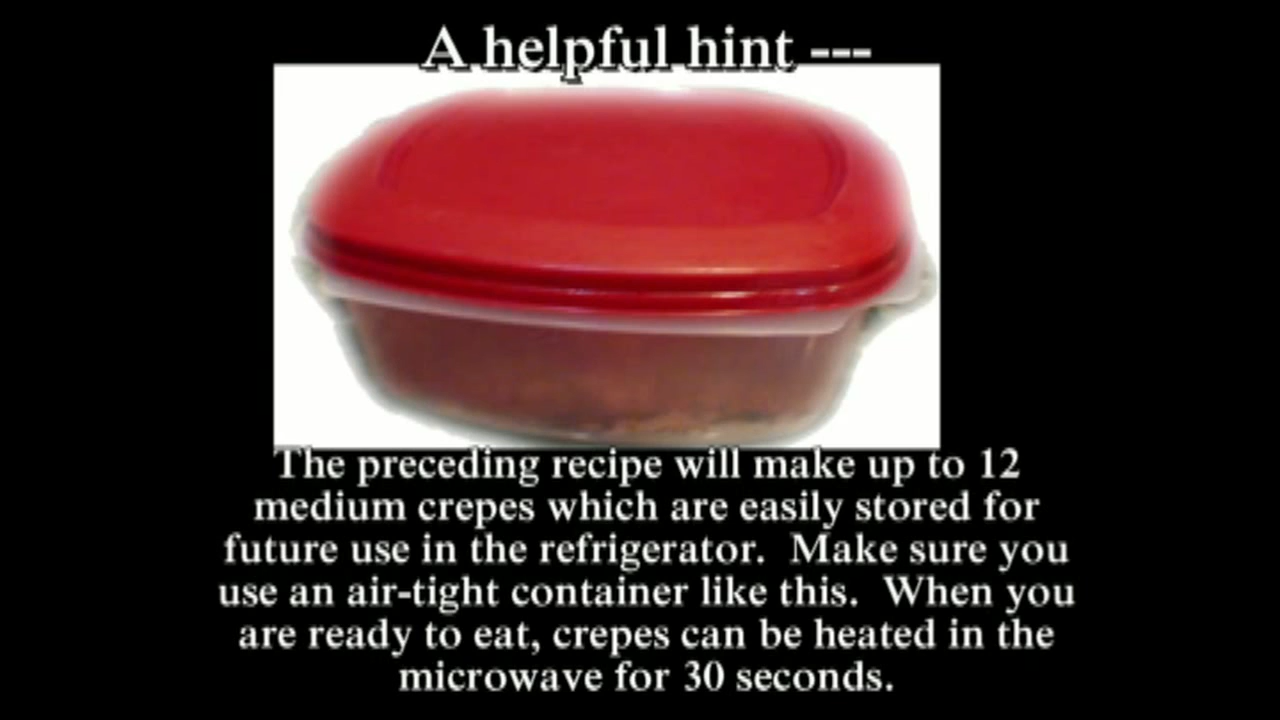 A helpful hint ---
The preceding recipe will make up to 12
medium crepes which are easily stored for
future use in the refrigerator.  Make sure you
use an air-tight container like this.  When you
are ready to eat, crepes can be heated in the
microwave for 30 seconds.